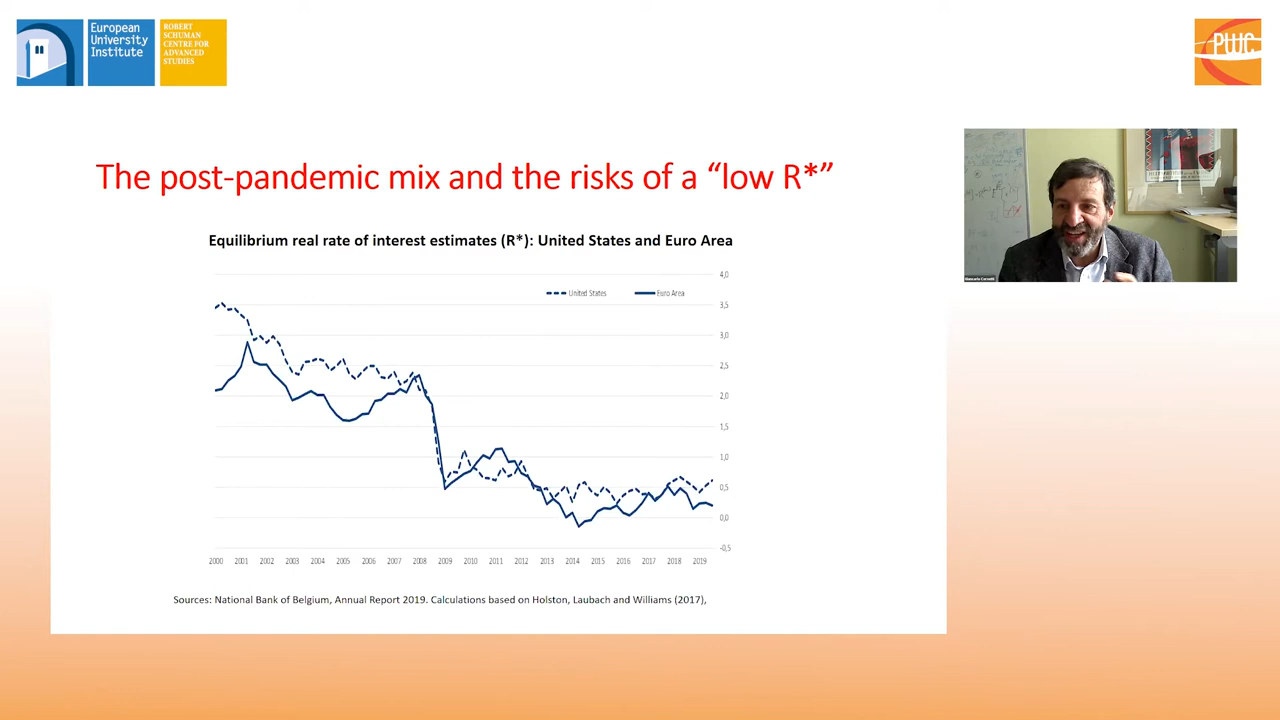 European
University
Institute
ROBERT
SCHUMAN
CENTRE FOR
ADVANCED
STUDIES
PWC
The post-pandemic mix and the risks of a “low R*”
Giancarlo Corsetti
Equilibrium real rate of interest estimates (R*): United States and Euro Area
United States
Euro Area
4,0
3,5
3,0
2,5
2,0
1,5
1,0
0,5
0,0
-0,5
2000 2001 2002 2003 2004 2005 2006 2007 2008 2009 2010 2011 2012 2013 2014 2015 2016 2017 2018 2019
Sources: National Bank of Belgium, Annual Report 2019. Calculations based on Holston, Laubach and Williams (2017),